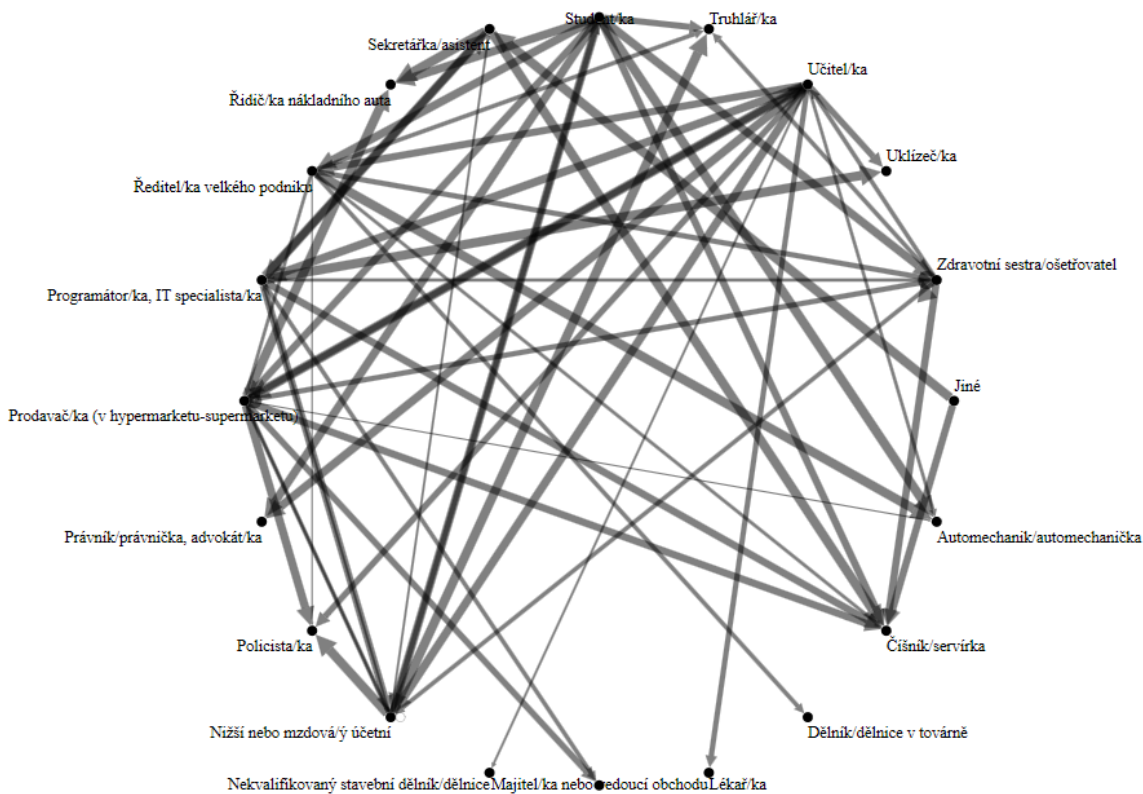 Student/ka
Truhlář/ka
Sekretářka/asistent
Učitel/ka
Řidič/ka nákladního auta
Uklízeč/ka
Ředitel/ka velkého podniku
Zdravotní sestra/ošetřovatel
Programátor/ka, IT specialista/ka
Jiné
Prodavač/ka (v hypermarketu-supermarketu)
Právník/právnička, advokát/ka
Automechanik/automechanička
Policista/ka
Číšník/servírka
Nižší nebo mzdová/ý účetní
Dělník/dělnice v továrně
Nekvalifikovaný stavební dělník/dělnice
Majitel/ka nebo vedoucí obchodu
Lékař/ka